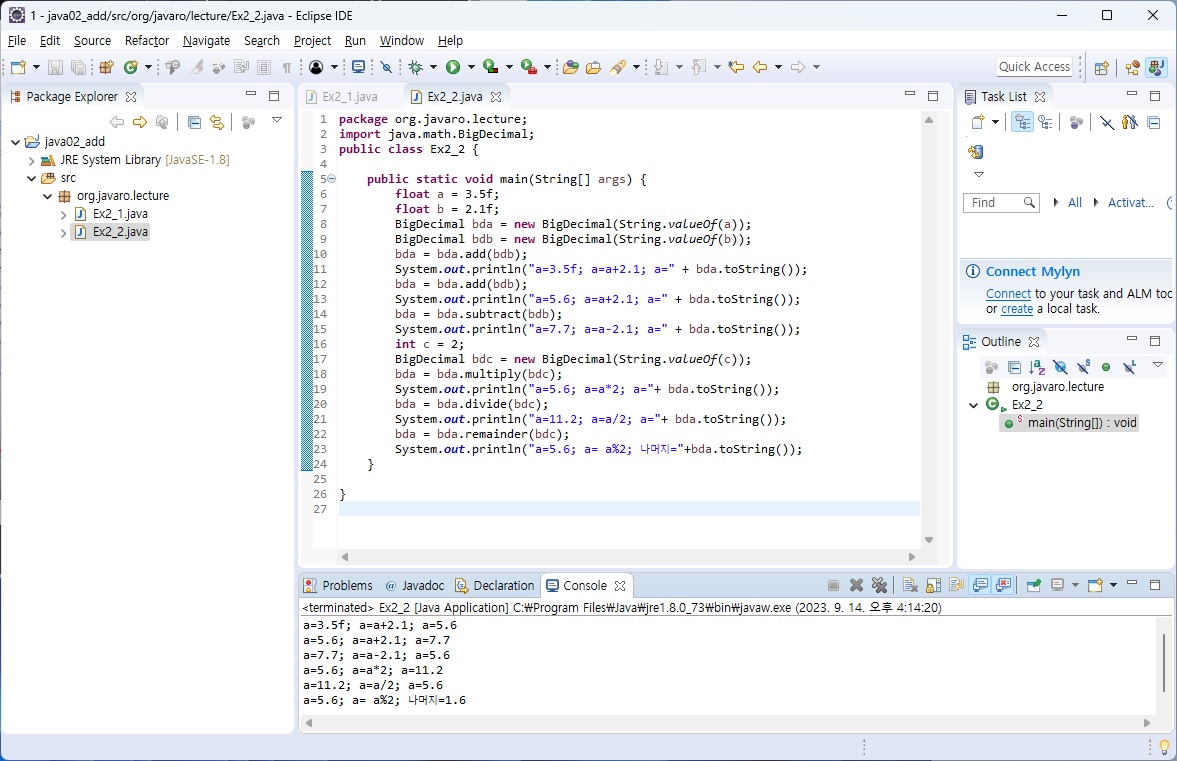 1 - java02_add/src/org/javaro/lecture/Ex2_2.java - Eclipse IDE
File Edit Source Refactor Navigate Search Project Run Window Help
Quick Access
Package Explorer
java02_add
JRE System Library [JavaSE-1.8]
src
org.javaro.lecture
Ex2_1.java
Ex2_2.java
Ex2_1.java Ex2_2.java
1 package org.javaro.lecture;
2 import java.math.BigDecimal;
3 public class Ex2_2 {
4
5 public static void main(String[] args) {
6 float a = 3.5f;
7 float b = 2.1f;
8 BigDecimal bda = new BigDecimal(String.valueOf(a));
9 BigDecimal bdb = new BigDecimal(String.valueOf(b));
10 bda = bda.add(bdb);
11 System.out.println("a=3.5f; a=a+2.1; a=" + bda.toString());
12 bda = bda.add(bdb);
13 System.out.println("a=5.6; a=a+2.1; a=" + bda.toString());
14 bda = bda.subtract(bdb);
15 System.out.println("a=7.7; a=a-2.1; a=" + bda.toString());
16 int c = 2;
17 BigDecimal bdc = new BigDecimal(String.valueOf(c));
18 bda = bda.multiply(bdc);
19 System.out.println("a=5.6; a=a*2; a="+ bda.toString());
20 bda = bda.divide(bdc);
21 System.out.println("a=11.2; a=a/2; a="+ bda.toString());
22 bda = bda.remainder(bdc);
23 System.out.println("a=5.6; a= a%2; 나머지="+bda.toString());
24 }
25
26 }
27
Task List
Find All Activat...
Connect Mylyn
Connect to your task and ALM too
or create a local task.
Outline
org.javaro.lecture
Ex2_2
main(String[]) : void
Problems Javadoc Declaration Console
<terminated> Ex2_2 [Java Application] C:₩Program Files₩Java₩jre1.8.0_73₩bin₩javaw.exe (2023. 9. 14. 오후 4:14:20)
a=3.5f; a=a+2.1; a=5.6
a=5.6; a=a+2.1; a=7.7
a=7.7; a=a-2.1; a=5.6
a=5.6; a=a*2; a=11.2
a=11.2; a=a/2; a=5.6
a=5.6; a= a%2; 나머지=1.6